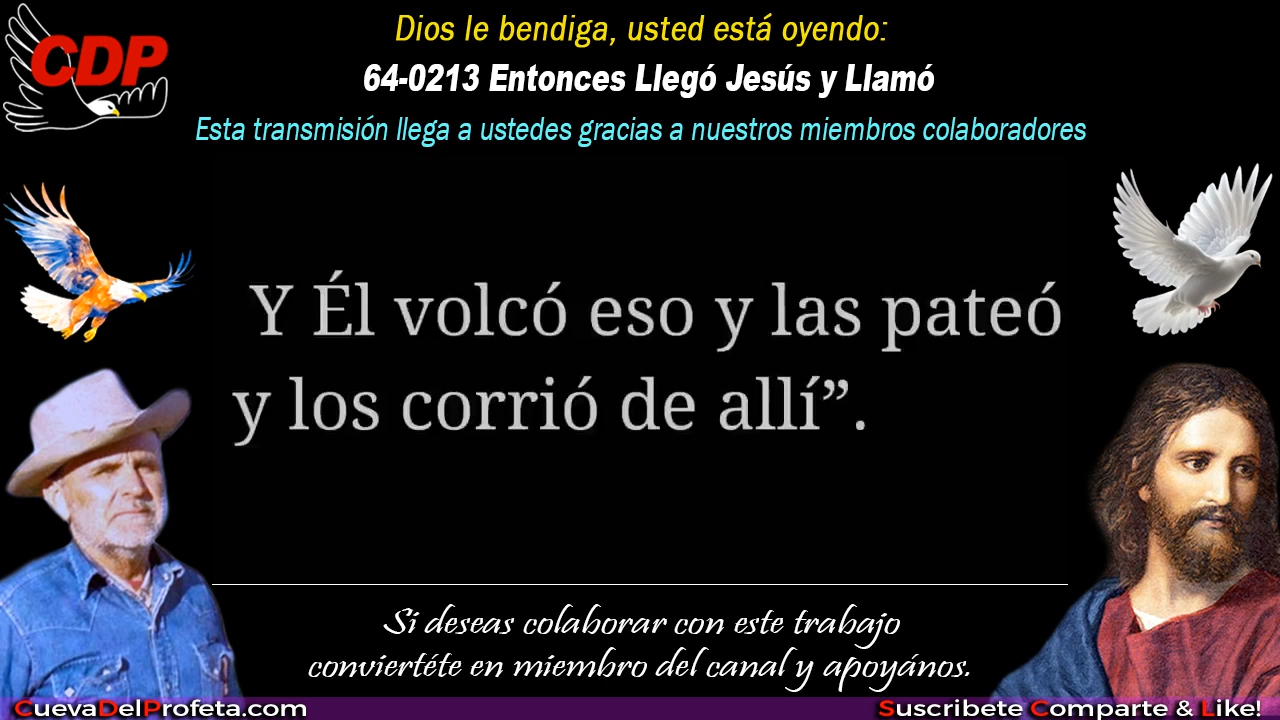 CDP
Dios le bendiga, usted está oyendo:
64-0213 Entonces Llegó Jesús y Llamó
Esta transmisión llega a ustedes gracias a nuestros miembros colaboradores
Y Él volcó eso y las pateó
y los corrió de allí”.
Si deseas colaborar con este trabajo
conviertéte en miembro del canal y apoyános.
CuevaDelProfeta.com
Suscribete Comparte & Like!